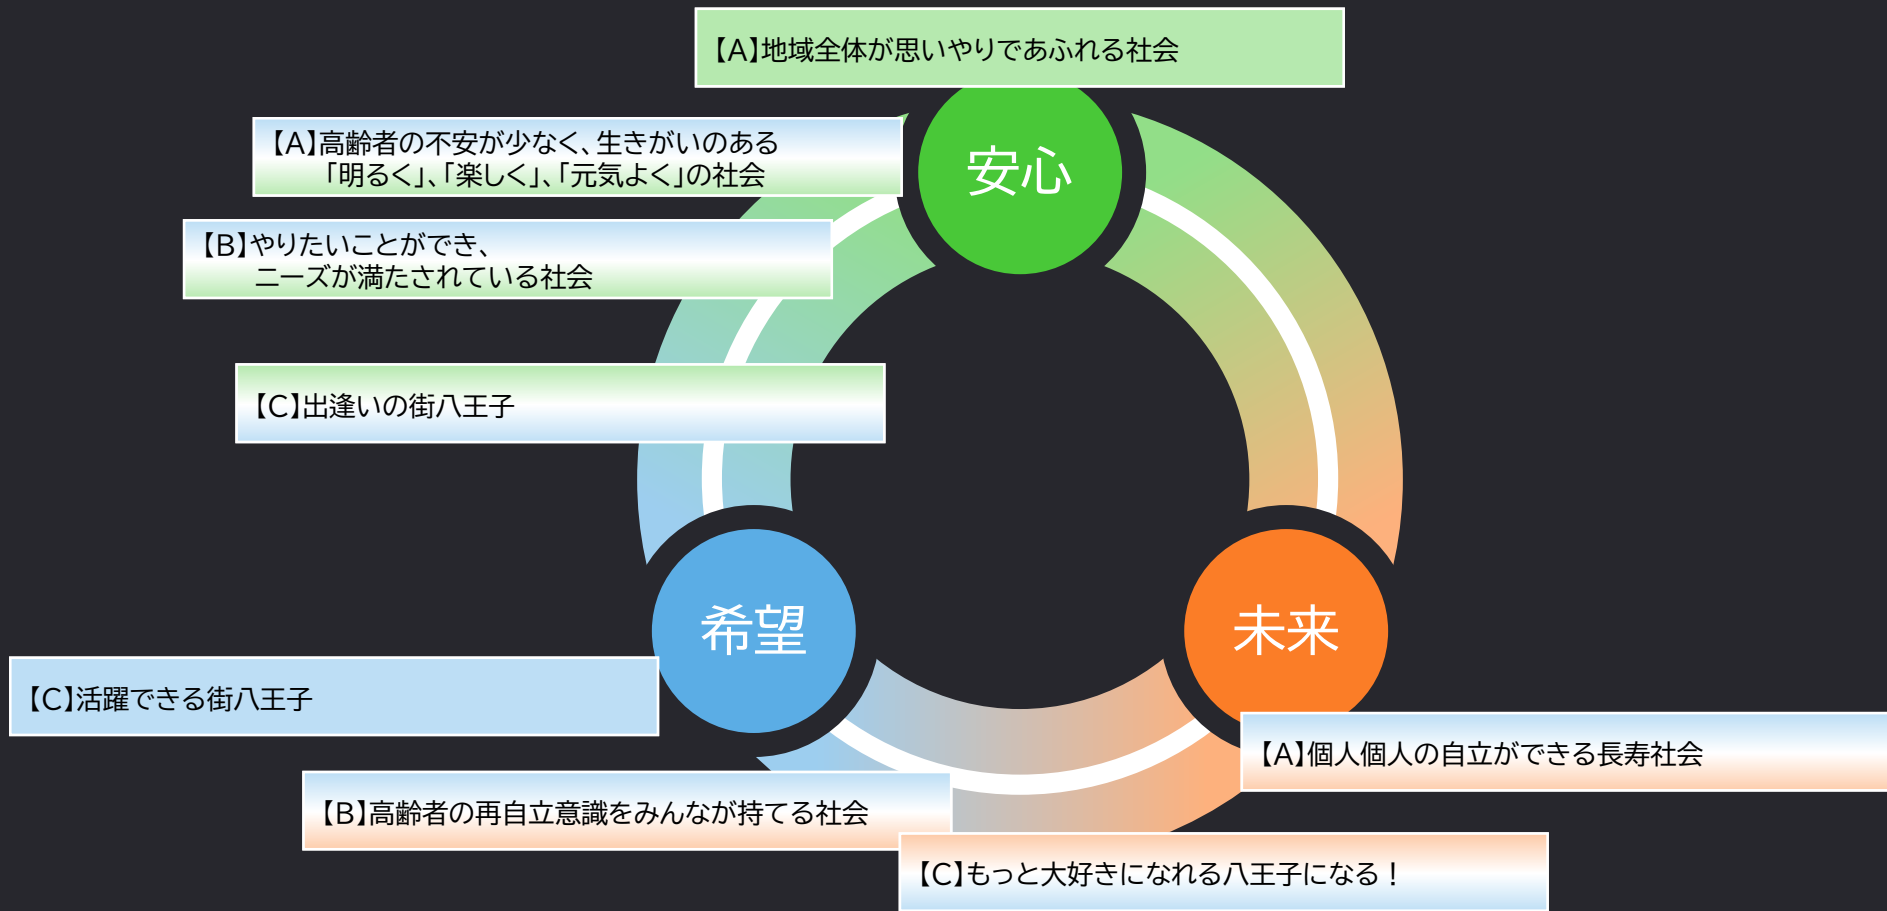 【A】地域全体が思いやりであふれる社会
安心
【A】高齢者の不安が少なく、生きがいのある
「明るく」、「楽しく」、「元気よく」の社会
【B】やりたいことができ、
ニーズが満たされている社会
【C】出逢いの街八王子
希望
未来
【C】活躍できる街八王子
【A】個人個人の自立ができる長寿社会
【B】高齢者の再自立意識をみんなが持てる社会
【C】もっと大好きになれる八王子になる！